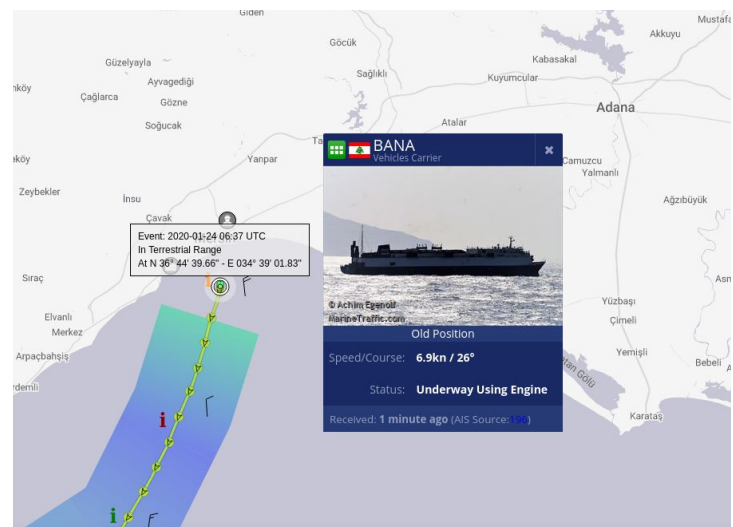 Giden
Mustafa
Göcük
Akkuyu
Güzelyayla
Kabasakal
Sağlıklı
Ayvagediği
Kuyumcular
Çağlarca
Gözne
Adana
Soğucak
Atalar
BANA
Vehicles Carrier
Yanpar
Camuzcu
Yalmanlı
Zeybekler
İnsu
Ağzıbüyük
Çavak
Event: 2020-01-24 06:37 UTC
In Terrestrial Range
At N 36° 44' 39.66" - E 034° 39' 01.83"
Sıraç
© Achim Egenolf
MarineTraffic.com
Elvanlı
Merkez
Yüzbaşı
Çimeli
Old Position
Arpaçbahşiş
Speed/Course: 6.9kn / 26°
Yemişli
Bebeli
Status: Underway Using Engine
Karataş
Received: 1 minute ago (AIS Source:196)